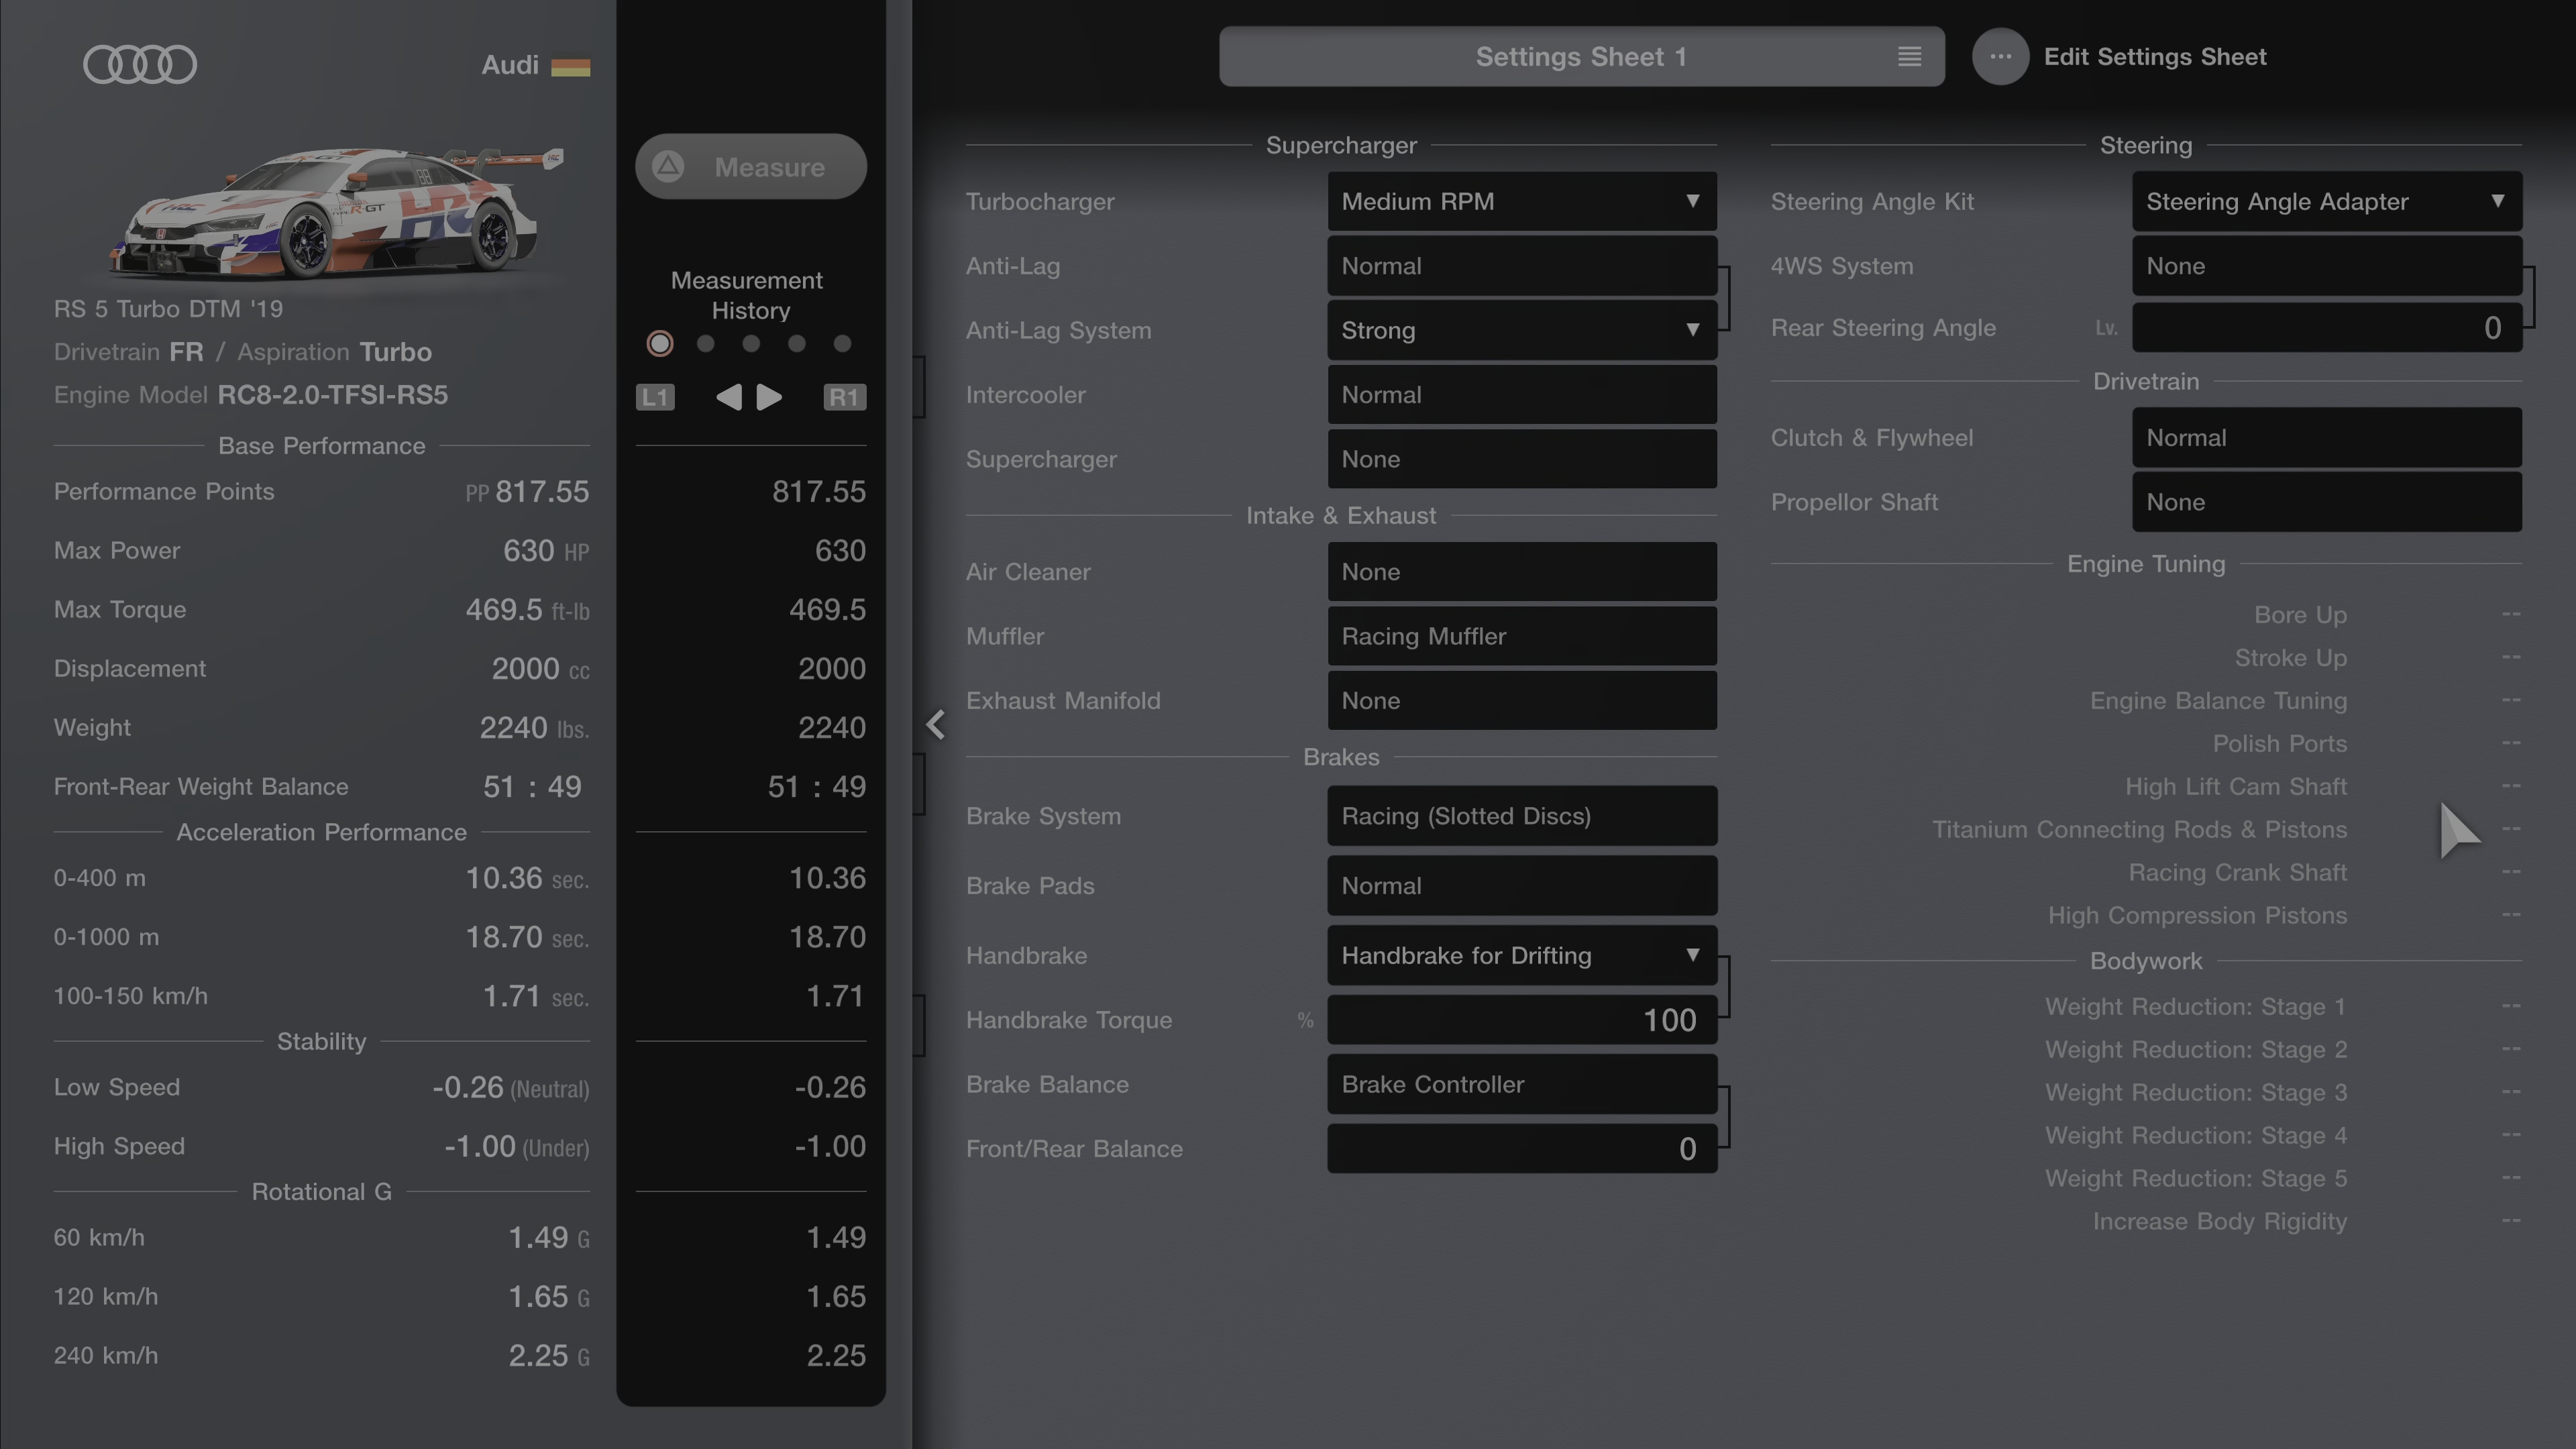 Audi
RS 5 Turbo DTM '19
Drivetrain FR / Aspiration Turbo
Engine Model RC8-2.0-TFSI-RS5
Base Performance
Performance Points PP 817.55
Max Power 630 HP
Max Torque 469.5 ft-lb
Displacement 2000 cc
Weight 2240 lbs.
Front-Rear Weight Balance 51 : 49
Acceleration Performance
0-400 m 10.36 sec.
0-1000 m 18.70 sec.
100-150 km/h 1.71 sec.
Stability
Low Speed -0.26 (Neutral)
High Speed -1.00 (Under)
Rotational G
60 km/h 1.49 G
120 km/h 1.65 G
240 km/h 2.25 G
Measure
Measurement
History
L1 R1
817.55
630
469.5
2000
2240
51 : 49
10.36
18.70
1.71
-0.26
-1.00
1.49
1.65
2.25
Settings Sheet 1
Edit Settings Sheet
Supercharger
Turbocharger Medium RPM
Anti-Lag Normal
Anti-Lag System Strong
Intercooler Normal
Supercharger None
Intake & Exhaust
Air Cleaner None
Muffler Racing Muffler
Exhaust Manifold None
Brakes
Brake System Racing (Slotted Discs)
Brake Pads Normal
Handbrake Handbrake for Drifting
Handbrake Torque % 100
Brake Balance Brake Controller
Front/Rear Balance 0
Steering
Steering Angle Kit Steering Angle Adapter
4WS System None
Rear Steering Angle Lv. 0
Drivetrain
Clutch & Flywheel Normal
Propellor Shaft None
Engine Tuning
Bore Up --
Stroke Up --
Engine Balance Tuning --
Polish Ports --
High Lift Cam Shaft --
Titanium Connecting Rods & Pistons --
Racing Crank Shaft --
High Compression Pistons --
Bodywork
Weight Reduction: Stage 1 --
Weight Reduction: Stage 2 --
Weight Reduction: Stage 3 --
Weight Reduction: Stage 4 --
Weight Reduction: Stage 5 --
Increase Body Rigidity --